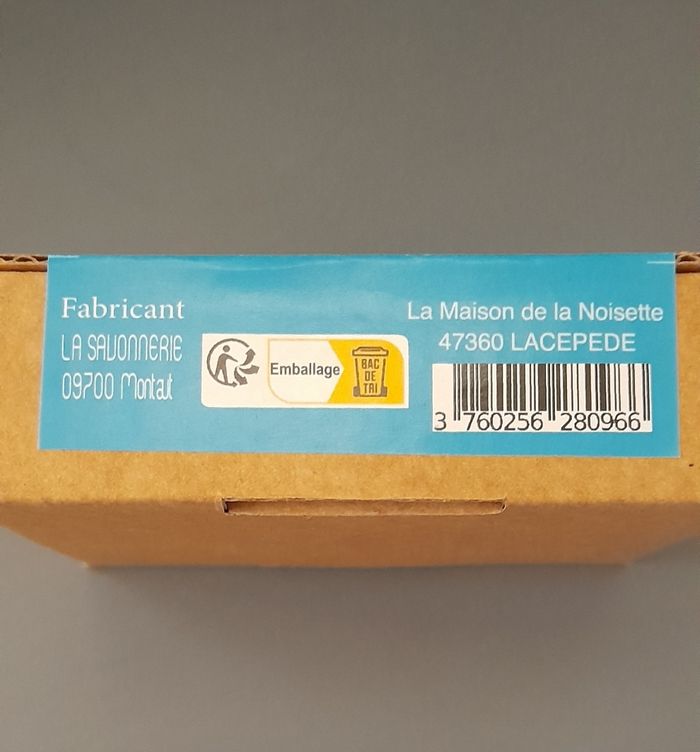 Fabricant
LA SAVONNERIE
09700 Montaut
Emballage
BAC
DE
TRI
La Maison de la Noisette
47360 LACEPEDE
3 760256 280966